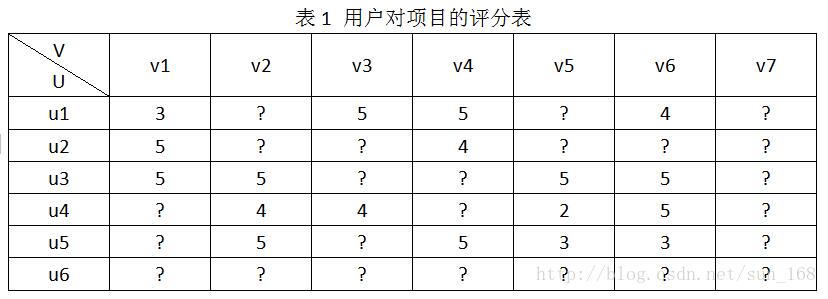 表1 用户对项目的评分表
V
U v1 v2 v3 v4 v5 v6 v7
u1 3 ? 5 5 ? 4 ?
u2 5 ? ? 4 ? ? ?
u3 5 5 ? ? 5 5 ?
u4 ? 4 4 ? 2 5 ?
u5 ? 5 ? 5 3 3 ?
u6 ? ? ? ? ? ? ?
http://blog.csdn.net/sun_168